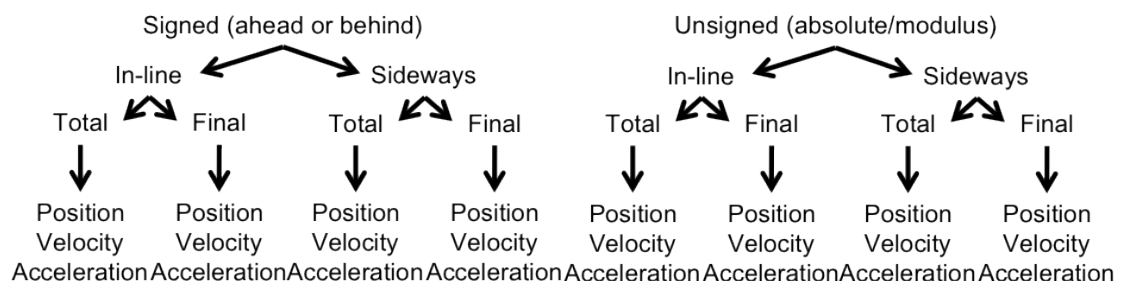 Signed (ahead or behind) Unsigned (absolute/modulus)
In-line Sideways In-line Sideways
Total Final Total Final Total Final Total Final
Position Position Position Position Position Position Position Position
Velocity Velocity Velocity Velocity Velocity Velocity Velocity Velocity
Acceleration Acceleration Acceleration Acceleration Acceleration Acceleration Acceleration Acceleration